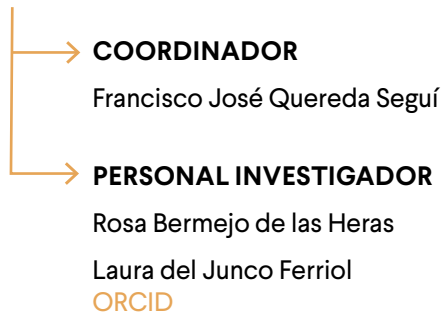 COORDINADOR
Francisco José Quereda Seguí
PERSONAL INVESTIGADOR
Rosa Bermejo de las Heras
Laura del Junco Ferriol
ORCID